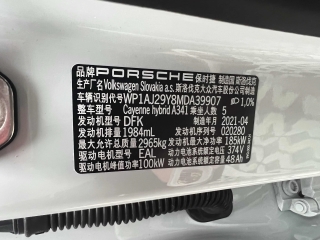 品牌 PORSCHE 保时捷 制造国 斯洛伐克
生产厂名 Volkswagen Slovakia a.s. 斯洛伐克大众汽车股份公司制造
车辆识别代号 WP1AJ29Y8MDA39907 1,0%
整车型号 Cayenne hybrid A341 乘坐人数 5
发动机型号 DFK 制造年月 2021-04
发动机排量 1984mL 发动机序号 020280
最大允许总质量 2965kg 发动机最大净功率 185kW
驱动电机型号 EAL 动力电池系统额定电压 374V
驱动电机峰值功率 100kW 动力电池系统额定容量 48Ah